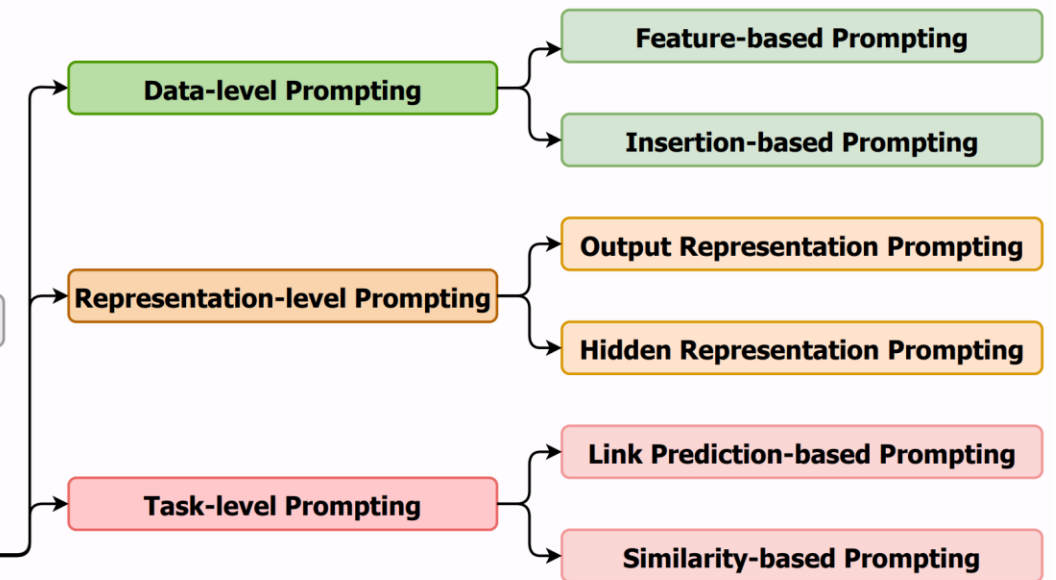 Data-level Prompting
Feature-based Prompting
Insertion-based Prompting
Representation-level Prompting
Output Representation Prompting
Hidden Representation Prompting
Task-level Prompting
Link Prediction-based Prompting
Similarity-based Prompting